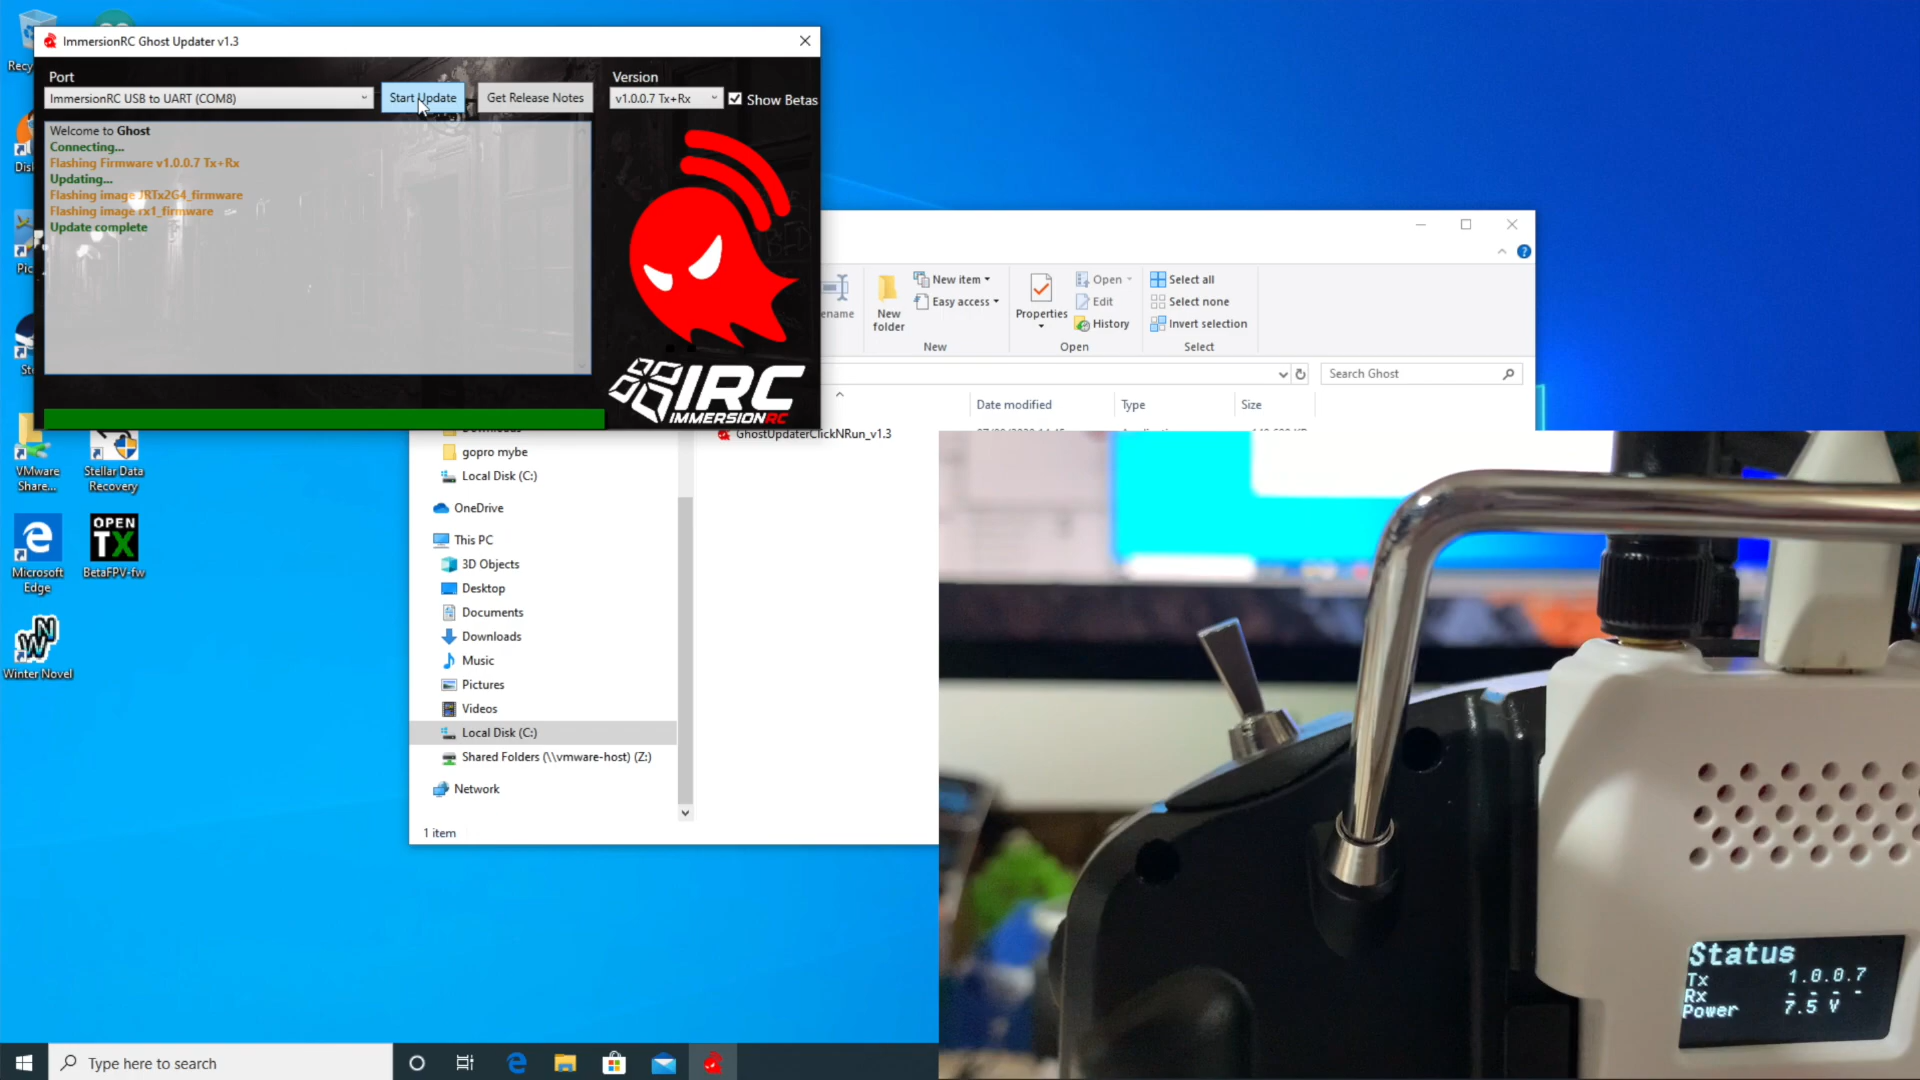 ImmersionRC Ghost Updater v1.3
Port
Version
ImmersionRC USB to UART (COM8)
Start Update
Get Release Notes
v1.0.0.7 Tx+Rx
Show Betas
Welcome to Ghost
Connecting...
Flashing Firmware v1.0.0.7 Tx+Rx
Updating...
Flashing image JRTx2G4_firmware
Flashing image rx1_firmware
Update complete
IRC
IMMERSIONRC
ename
New
folder
New item
Easy access
New
Properties
Open
Edit
History
Open
Select all
Select none
Invert selection
Select
Search Ghost
Date modified
Type
Size
GhostUpdaterClickNRun_v1.3
gopro mybe
Local Disk (C:)
OneDrive
This PC
3D Objects
Desktop
Documents
Downloads
Music
Pictures
Videos
Local Disk (C:)
Shared Folders (\\vmware-host) (Z:)
Network
1 item
VMware
Share...
Stellar Data
Recovery
Microsoft
Edge
OPEN
TX
BetaFPV-fw
Winter Novel
Status
Tx 1.0.0.7
Rx - - - -
Power 7.5 V
Type here to search